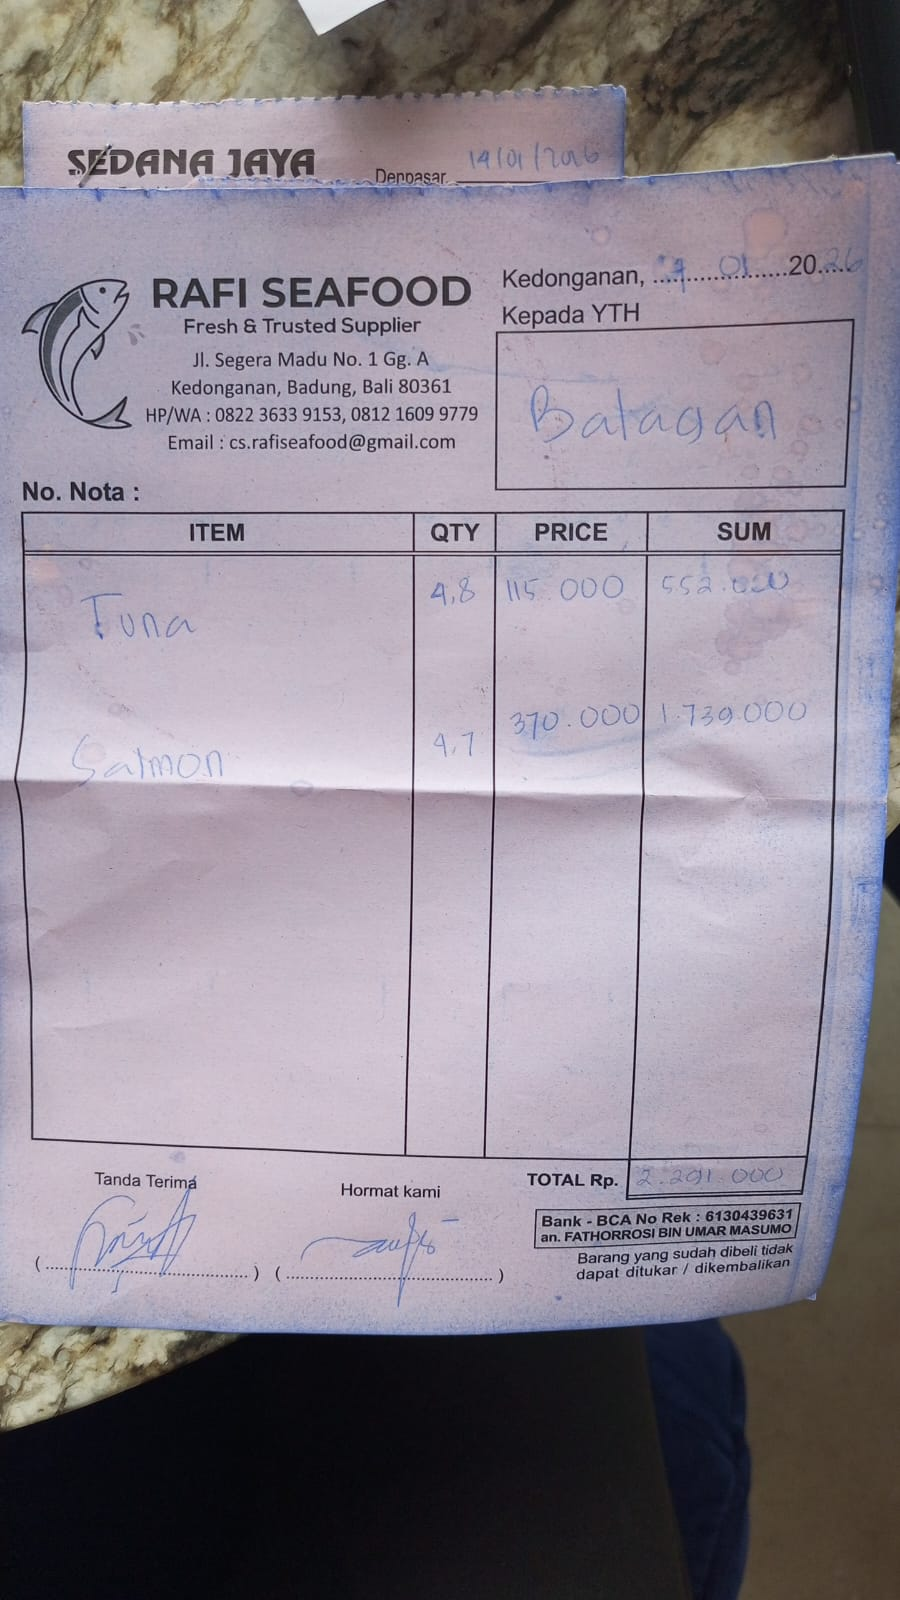 SEDANA JAYA
Denpasar, 14/01/2026
RAFI SEAFOOD
Fresh & Trusted Supplier
Jl. Segera Madu No. 1 Gg. A
Kedonganan, Badung, Bali 80361
HP/WA : 0822 3633 9153, 0812 1609 9779
Email : cs.rafiseafood@gmail.com
Kedonganan, 01 2026
Kepada YTH
Batagan
No. Nota :
ITEM QTY PRICE SUM
Tuna 4,8 115.000 552.000
Salmon 4,7 370.000 1.739.000
TOTAL Rp. 2.291.000
Tanda Terima
Hormat kami
Bank - BCA No Rek : 6130439631
an. FATHORROSI BIN UMAR MASUMO
Barang yang sudah dibeli tidak
dapat ditukar / dikembalikan